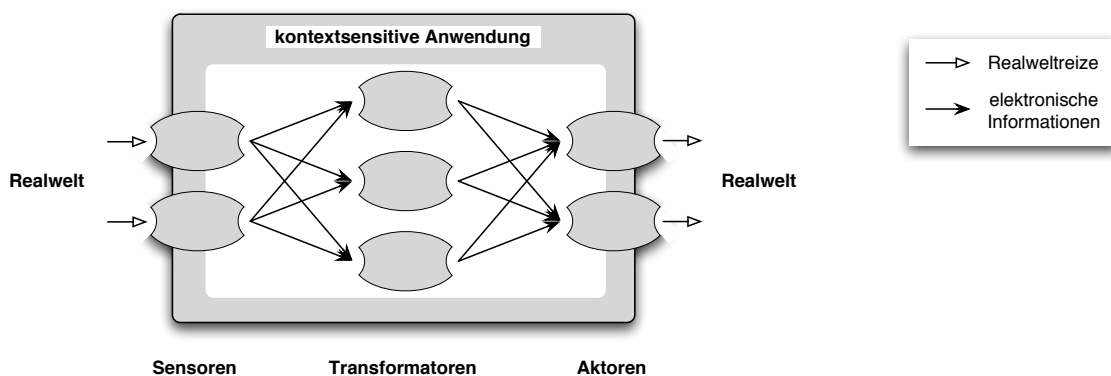 kontextsensitive Anwendung
Realweltreize
elektronische
Informationen
Realwelt
Realwelt
Sensoren
Transformatoren
Aktoren